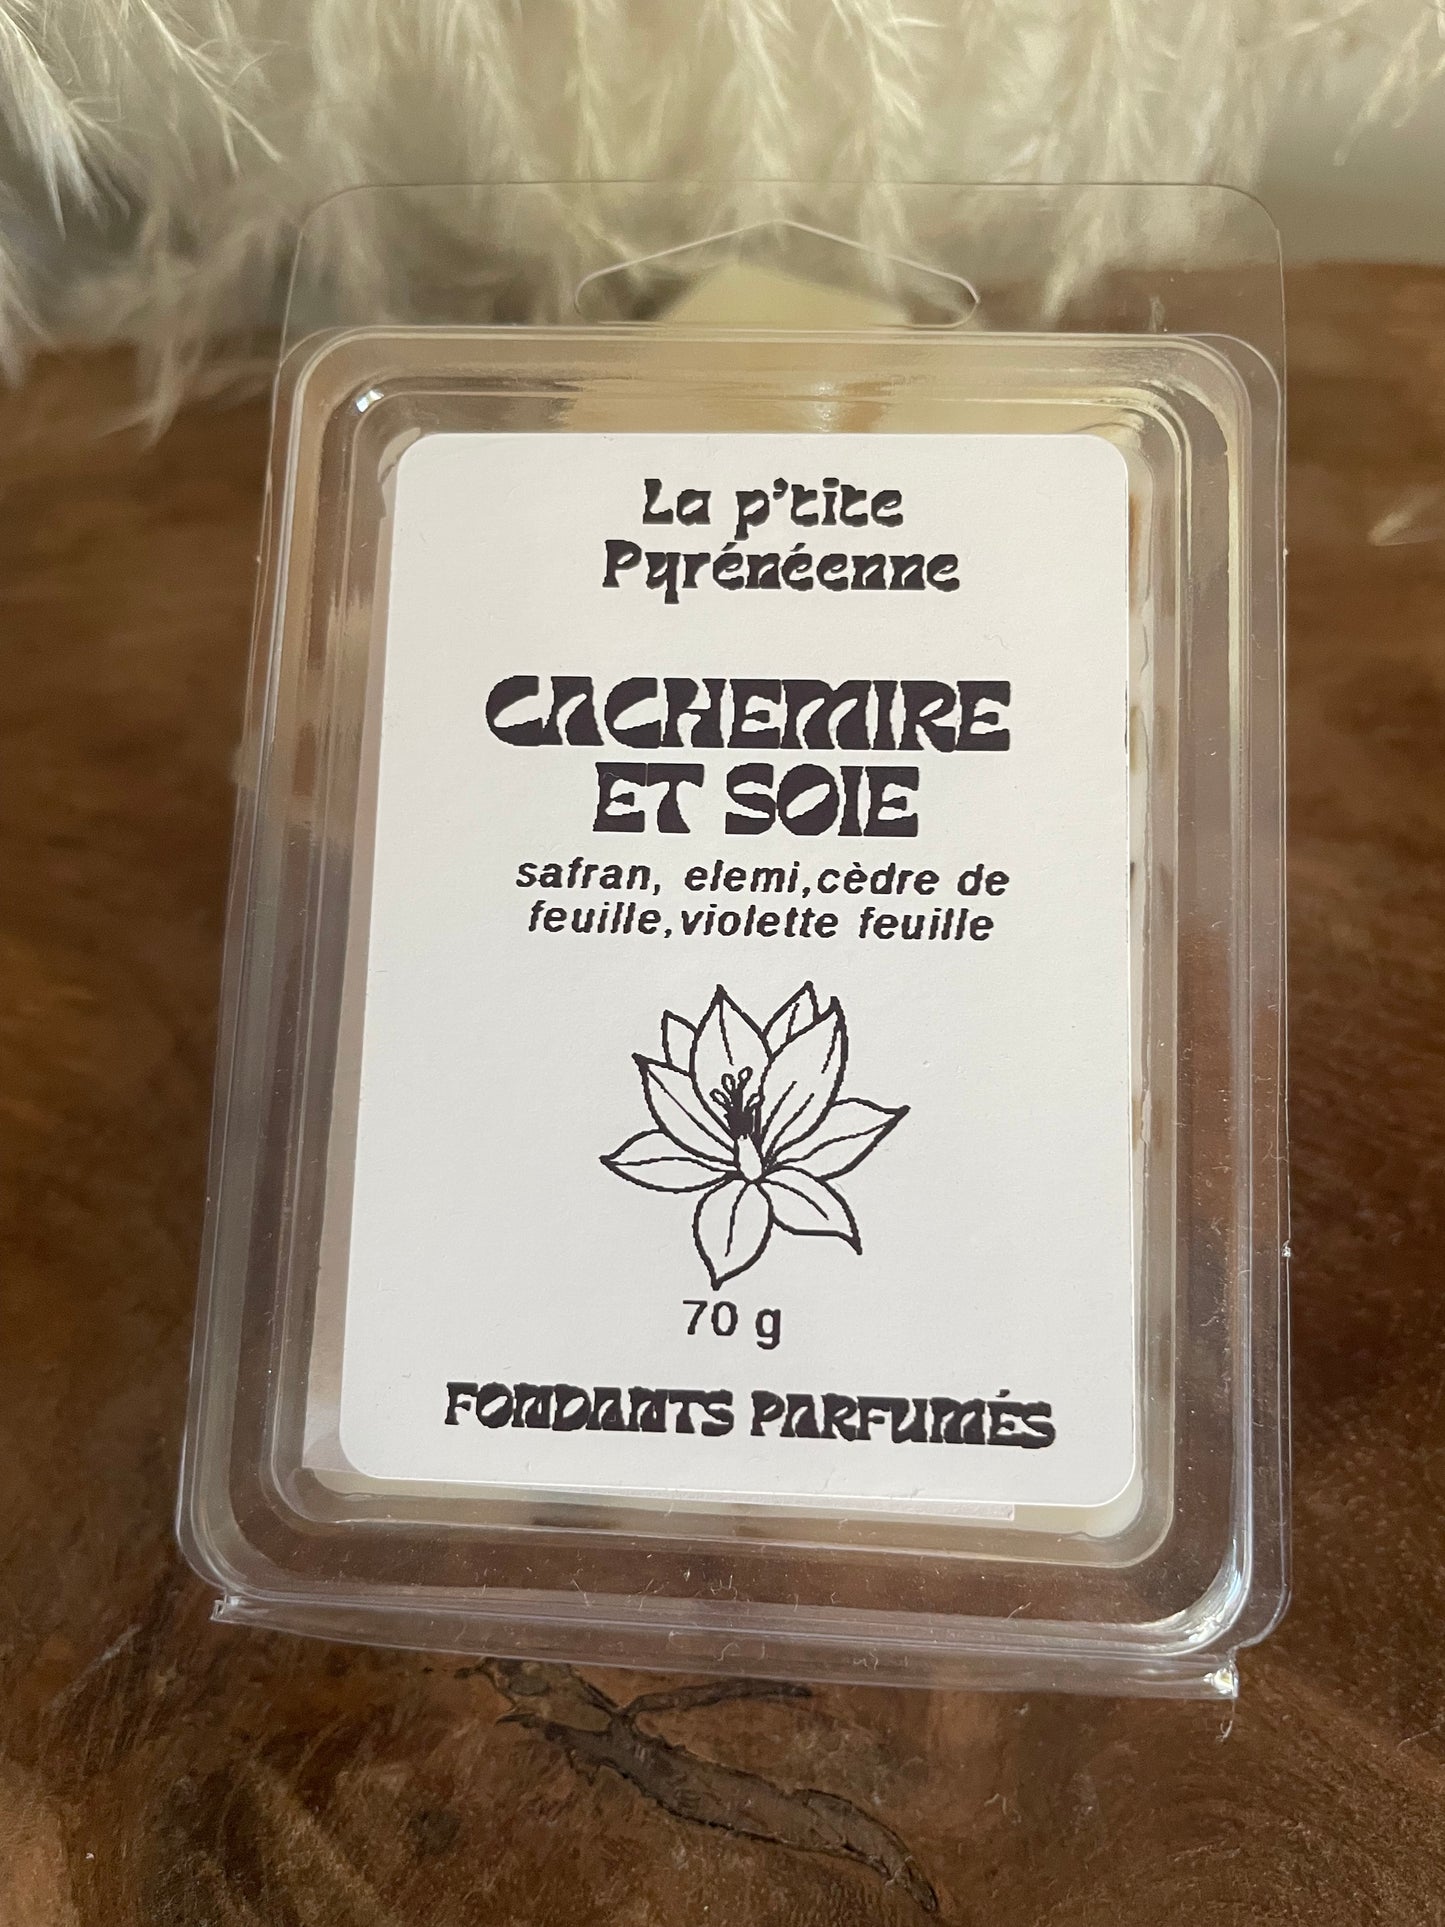 La p'tite
Pyrénéenne
CACHEMIRE
ET SOIE
safran, elemi,cèdre de
feuille,violette feuille
70 g
FONDANTS PARFUMÉS